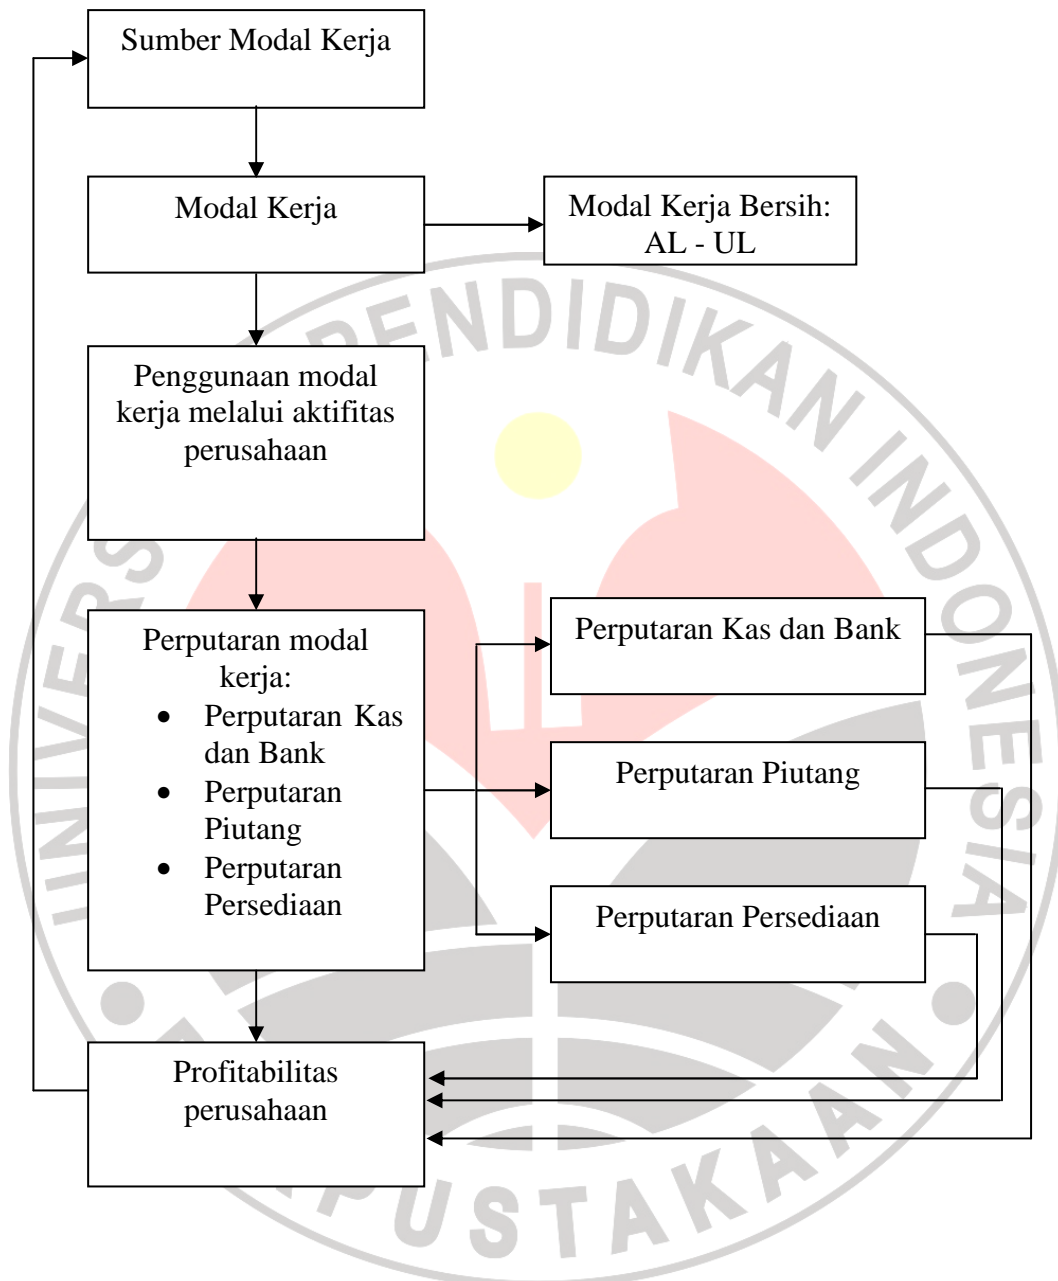 Sumber Modal Kerja
Modal Kerja
Modal Kerja Bersih:
AL - UL
Penggunaan modal
kerja melalui aktifitas
perusahaan
Perputaran modal
kerja:
• Perputaran Kas
dan Bank
• Perputaran
Piutang
• Perputaran
Persediaan
Perputaran Kas dan Bank
Perputaran Piutang
Perputaran Persediaan
Profitabilitas
perusahaan
PENDIDIKAN INDONESIA